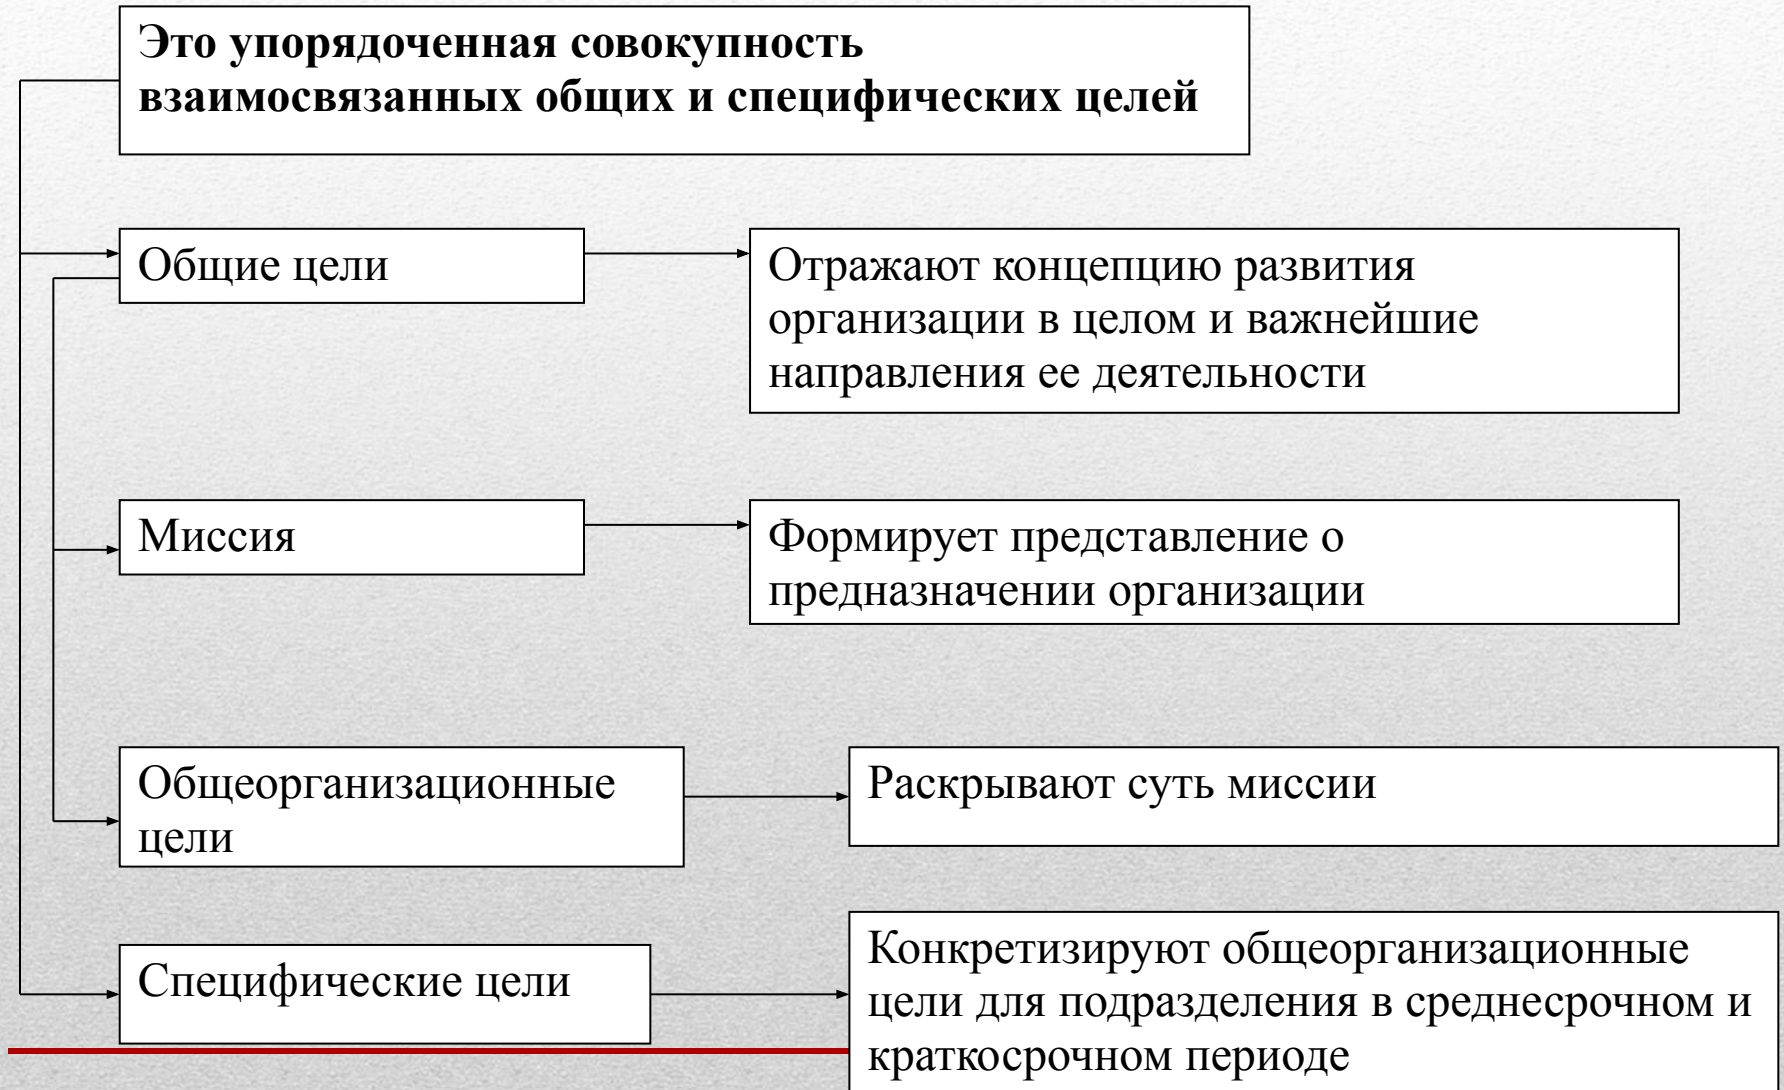 Это упорядоченная совокупность
взаимосвязанных общих и специфических целей
Общие цели
Отражают концепцию развития
организации в целом и важнейшие
направления ее деятельности
Миссия
Формирует представление о
предназначении организации
Общеорганизационные
цели
Раскрывают суть миссии
Специфические цели
Конкретизируют общеорганизационные
цели для подразделения в среднесрочном и
краткосрочном периоде